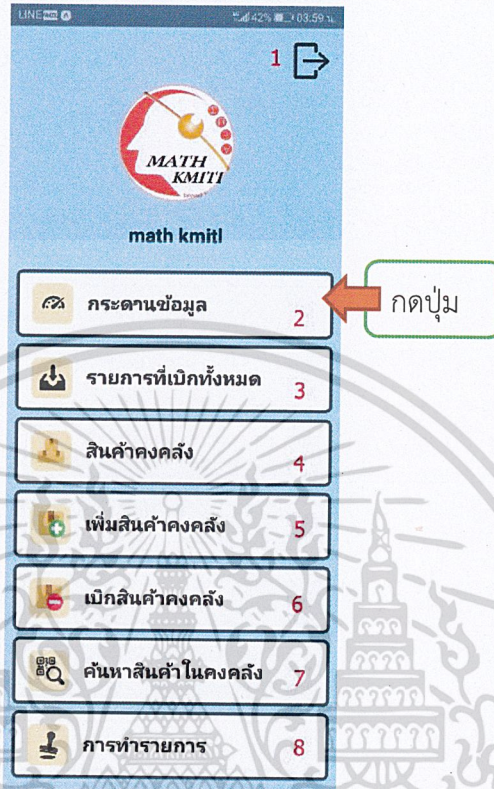 LINE 42% 03:59 น.
1
MATH
KMITL
math kmitl
กระดานข้อมูล 2 กดปุ่ม
รายการที่เบิกทั้งหมด 3
สินค้าคงคลัง 4
เพิ่มสินค้าคงคลัง 5
เบิกสินค้าคงคลัง 6
ค้นหาสินค้าในคงคลัง 7
การทำรายการ 8